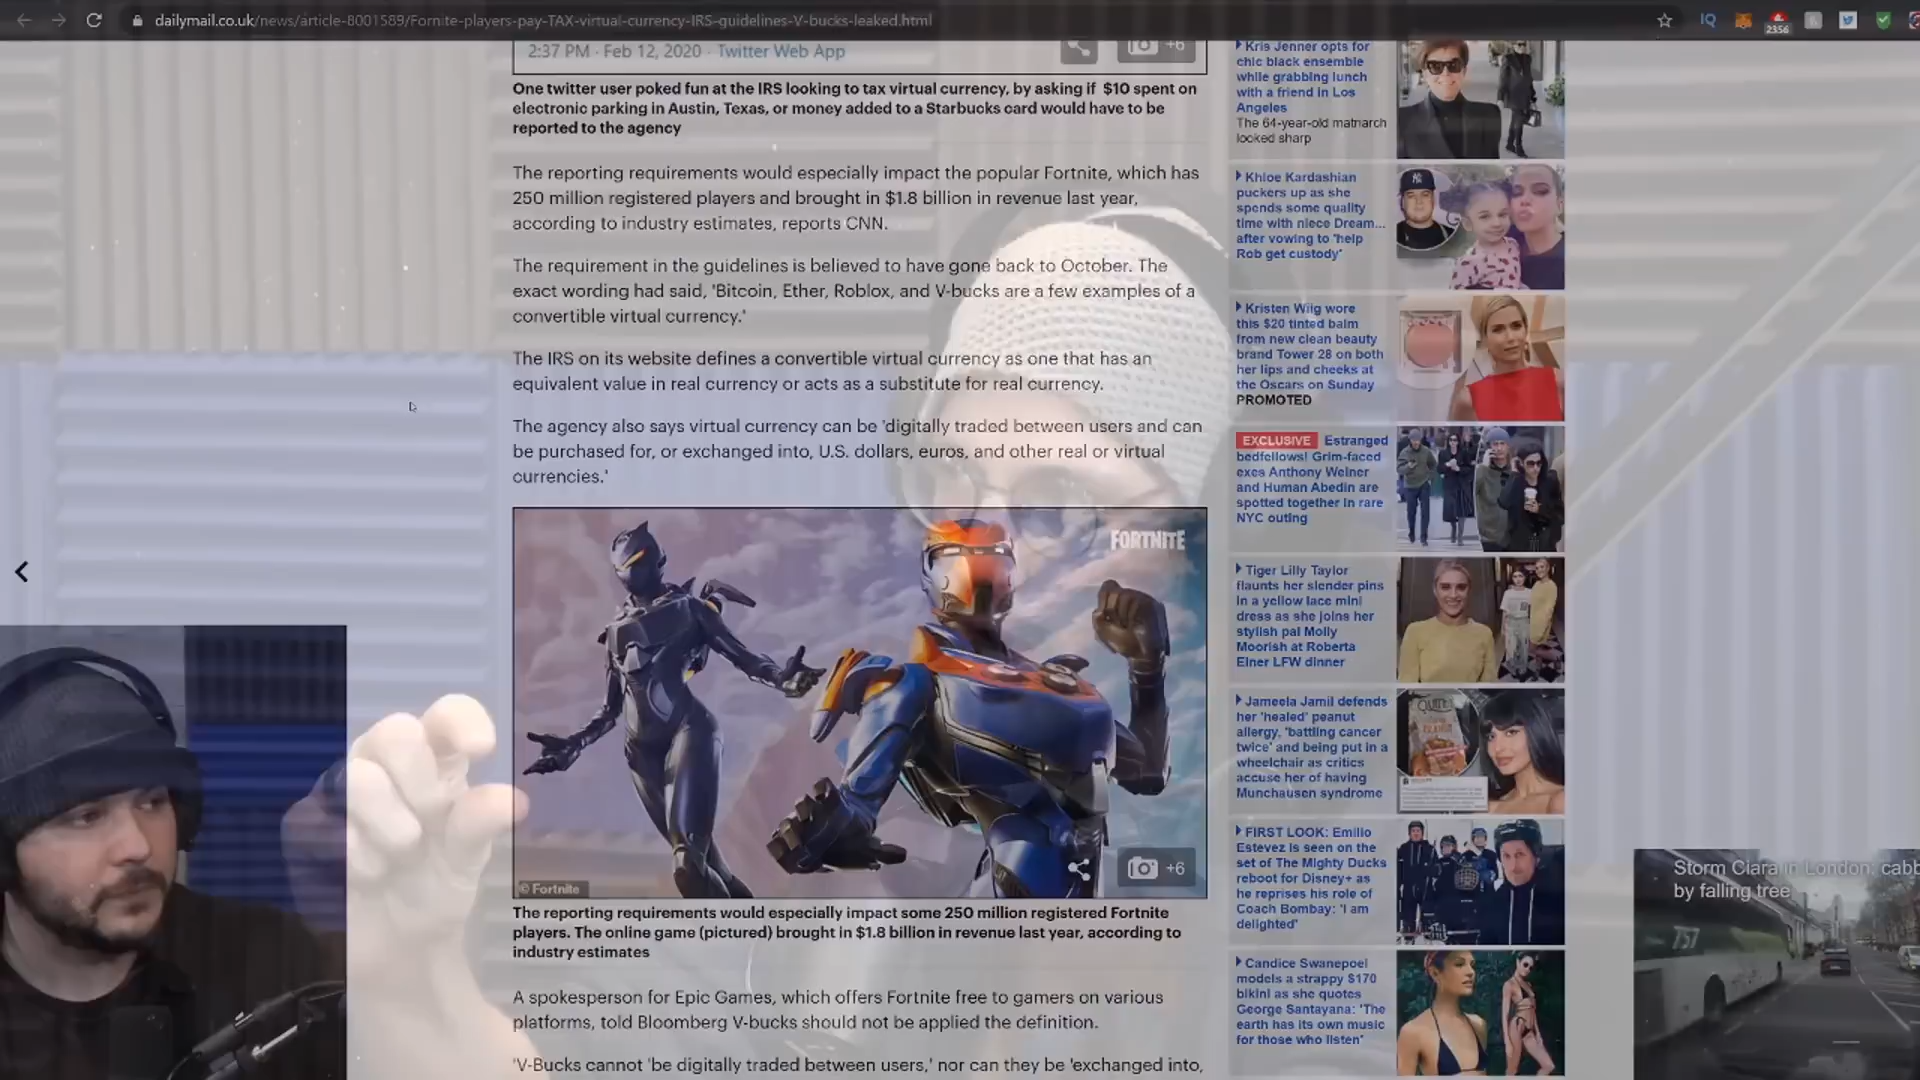 dailymail.co.uk/news/article-8001589/Fornite-players-pay-TAX-virtual-currency-IRS-guidelines-V-bucks-leaked.html
2356
2:37 PM · Feb 12, 2020 · Twitter Web App
+6
One twitter user poked fun at the IRS looking to tax virtual currency, by asking if $10 spent on
electronic parking in Austin, Texas, or money added to a Starbucks card would have to be
reported to the agency
The reporting requirements would especially impact the popular Fortnite, which has
250 million registered players and brought in $1.8 billion in revenue last year,
according to industry estimates, reports CNN.
The requirement in the guidelines is believed to have gone back to October. The
exact wording had said, 'Bitcoin, Ether, Roblox, and V-bucks are a few examples of a
convertible virtual currency.'
The IRS on its website defines a convertible virtual currency as one that has an
equivalent value in real currency or acts as a substitute for real currency.
The agency also says virtual currency can be 'digitally traded between users and can
be purchased for, or exchanged into, U.S. dollars, euros, and other real or virtual
currencies.'
FORTNITE
+6
© Fortnite
The reporting requirements would especially impact some 250 million registered Fortnite
players. The online game (pictured) brought in $1.8 billion in revenue last year, according to
industry estimates
A spokesperson for Epic Games, which offers Fortnite free to gamers on various
platforms, told Bloomberg V-bucks should not be applied the definition.
'V-Bucks cannot 'be digitally traded between users,' nor can they be 'exchanged into,
Kris Jenner opts for
chic black ensemble
while grabbing lunch
with a friend in Los
Angeles
The 64-year-old matriarch
looked sharp
Khloe Kardashian
puckers up as she
spends some quality
time with niece Dream...
after vowing to 'help
Rob get custody'
Kristen Wiig wore
this $20 tinted balm
from new clean beauty
brand Tower 28 on both
her lips and cheeks at
the Oscars on Sunday
PROMOTED
EXCLUSIVE Estranged
bedfellows! Grim-faced
exes Anthony Weiner
and Human Abedin are
spotted together in rare
NYC outing
Tiger Lilly Taylor
flaunts her slender pins
in a yellow lace mini
dress as she joins her
stylish pal Molly
Moorish at Roberta
Einer LFW dinner
Jameela Jamil defends
her 'healed' peanut
allergy, 'battling cancer
twice' and being put in a
wheelchair as critics
accuse her of having
Munchausen syndrome
FIRST LOOK: Emilio
Estevez is seen on the
set of The Mighty Ducks
reboot for Disney+ as
he reprises his role of
Coach Bombay: 'I am
delighted'
Candice Swanepoel
models a strappy $170
bikini as she quotes
George Santayana: 'The
earth has its own music
for those who listen'
Storm Ciara in London: cabb
by falling tree
757